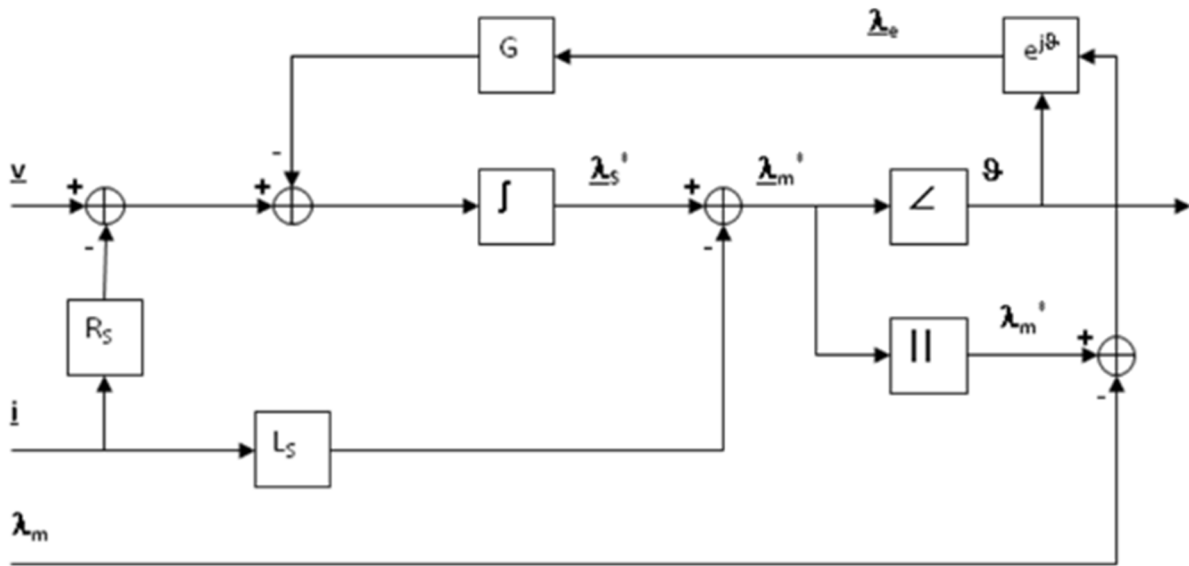 λe
G
e^jϑ
-
v
+
-
+
∫
λs'
+
-
λm'
∠
ϑ
Rs
||
λm'
+
-
i
Ls
λm